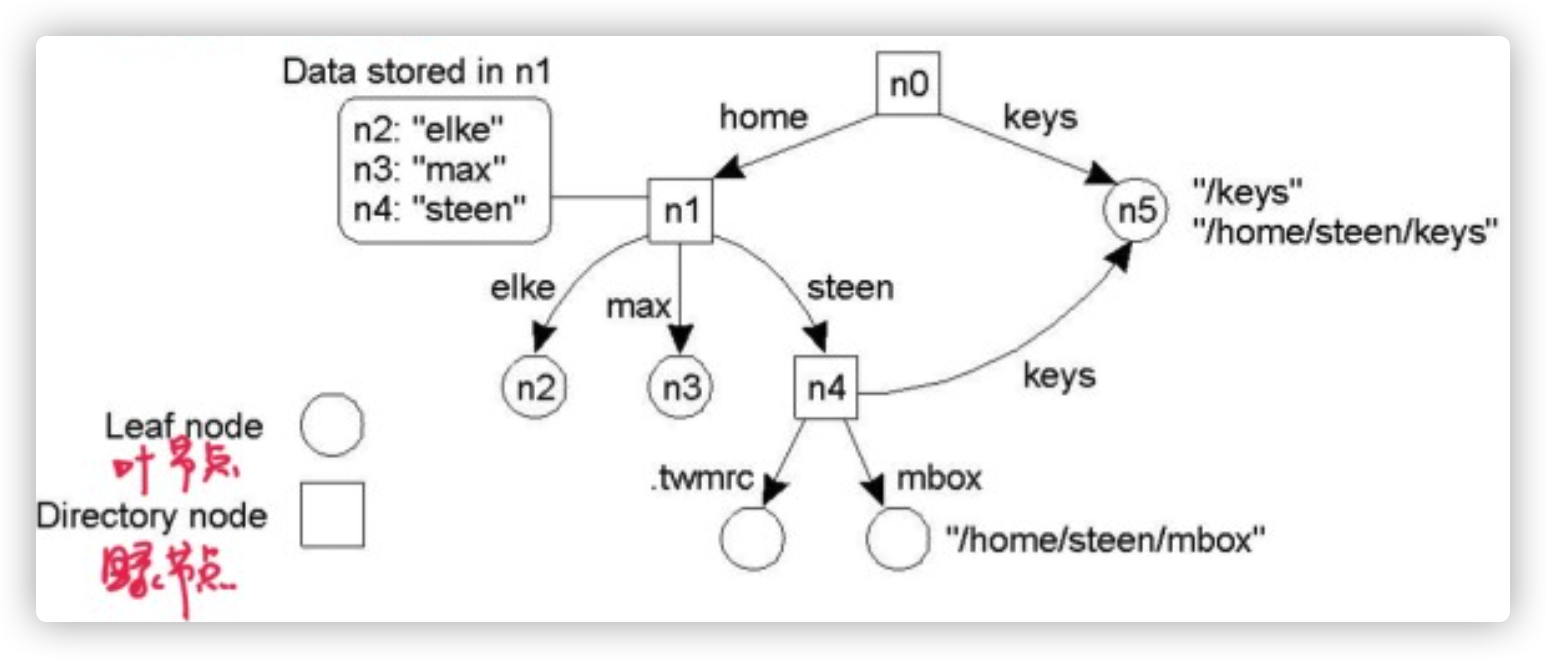 Data stored in n1
n2: "elke"
n3: "max"
n4: "steen"
n0
home
keys
n1
n5
"/keys"
"/home/steen/keys"
elke
max
steen
n2
n3
n4
keys
Leaf node
叶节点
.twmrc
mbox
Directory node
"/home/steen/mbox"
目录节点